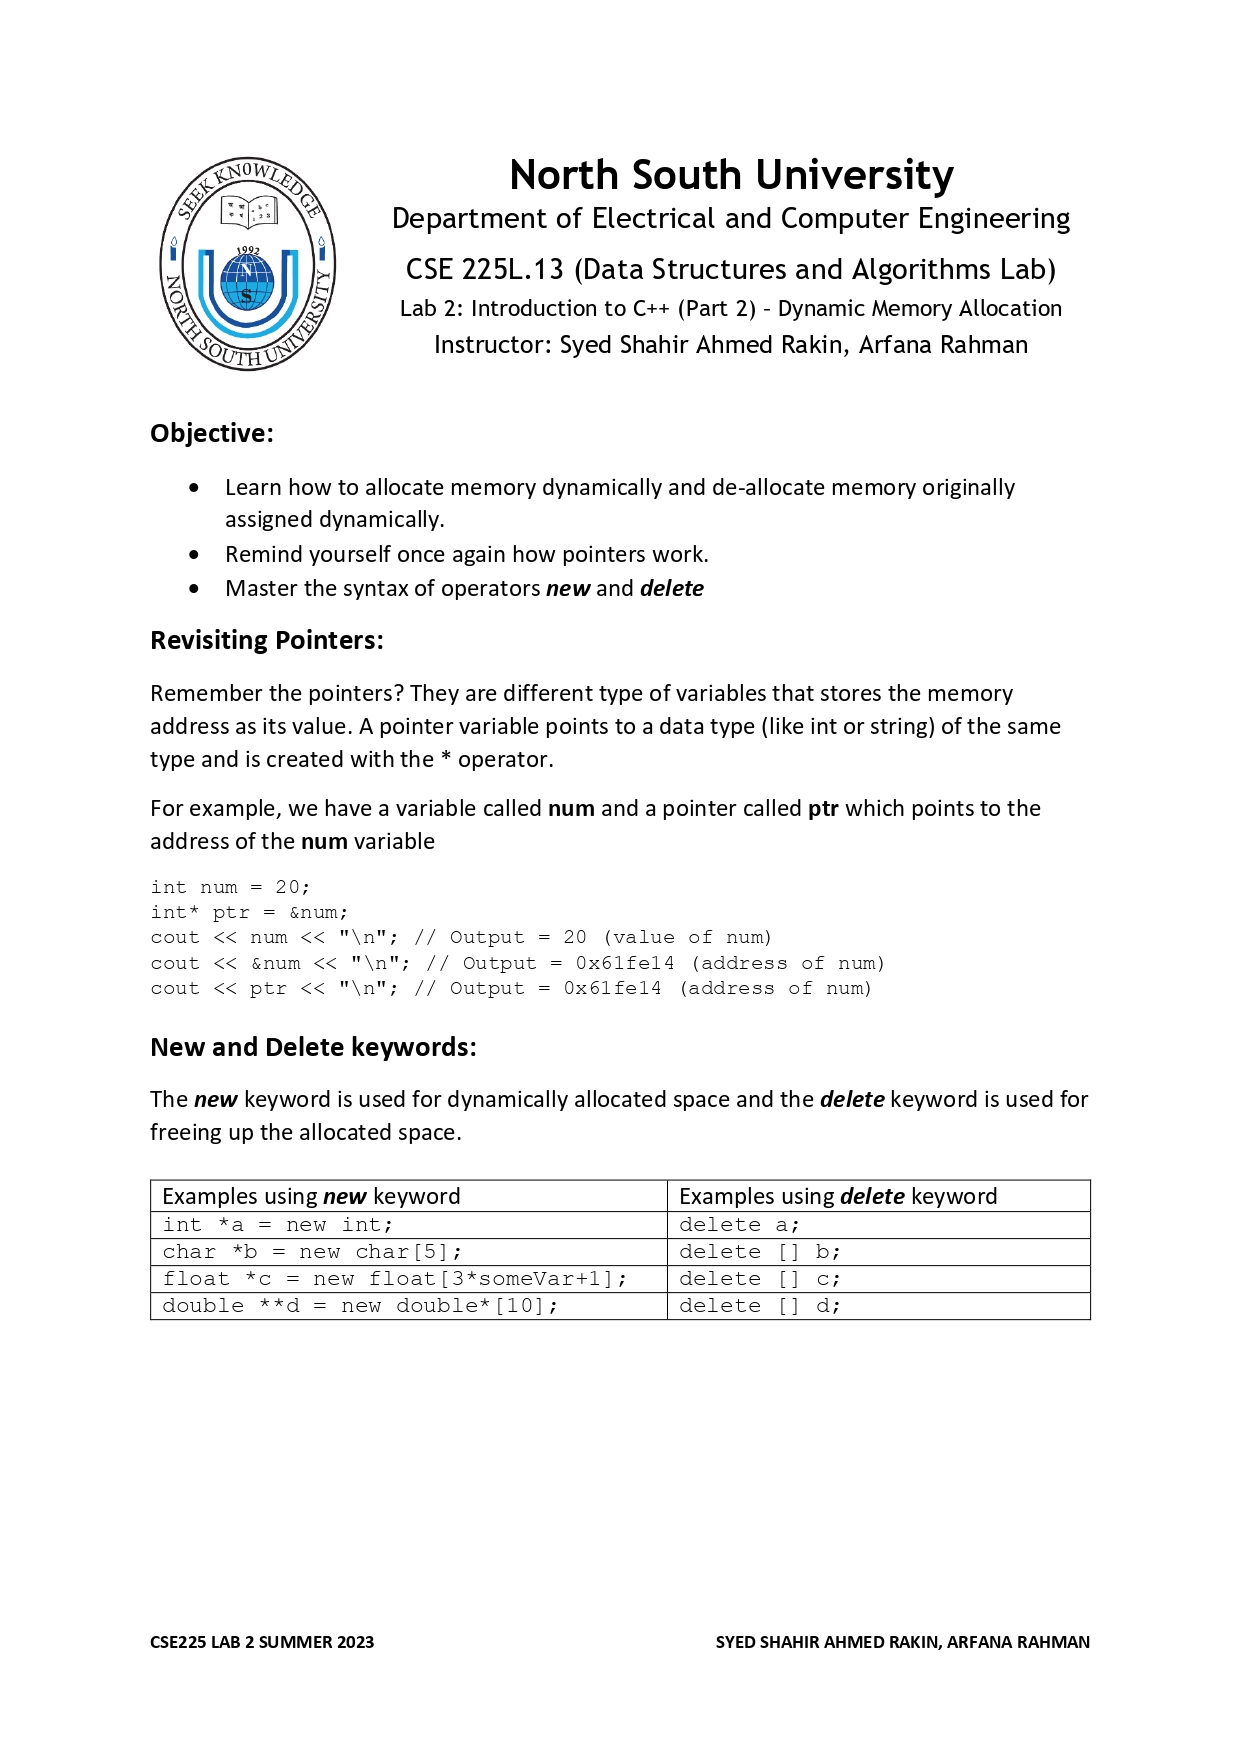 SEEK KNOWLEDGE
1992
N
S
NORTH SOUTH UNIVERSITY
North South University
Department of Electrical and Computer Engineering
CSE 225L.13 (Data Structures and Algorithms Lab)
Lab 2: Introduction to C++ (Part 2) – Dynamic Memory Allocation
Instructor: Syed Shahir Ahmed Rakin, Arfana Rahman
Objective:
• Learn how to allocate memory dynamically and de-allocate memory originally
assigned dynamically.
• Remind yourself once again how pointers work.
• Master the syntax of operators new and delete
Revisiting Pointers:
Remember the pointers? They are different type of variables that stores the memory
address as its value. A pointer variable points to a data type (like int or string) of the same
type and is created with the * operator.
For example, we have a variable called num and a pointer called ptr which points to the
address of the num variable
int num = 20;
int* ptr = &num;
cout << num << "\n"; // Output = 20 (value of num)
cout << &num << "\n"; // Output = 0x61fe14 (address of num)
cout << ptr << "\n"; // Output = 0x61fe14 (address of num)
New and Delete keywords:
The new keyword is used for dynamically allocated space and the delete keyword is used for
freeing up the allocated space.
Examples using new keyword Examples using delete keyword
int *a = new int; delete a;
char *b = new char[5]; delete [] b;
float *c = new float[3*someVar+1]; delete [] c;
double **d = new double*[10]; delete [] d;
CSE225 LAB 2 SUMMER 2023 SYED SHAHIR AHMED RAKIN, ARFANA RAHMAN